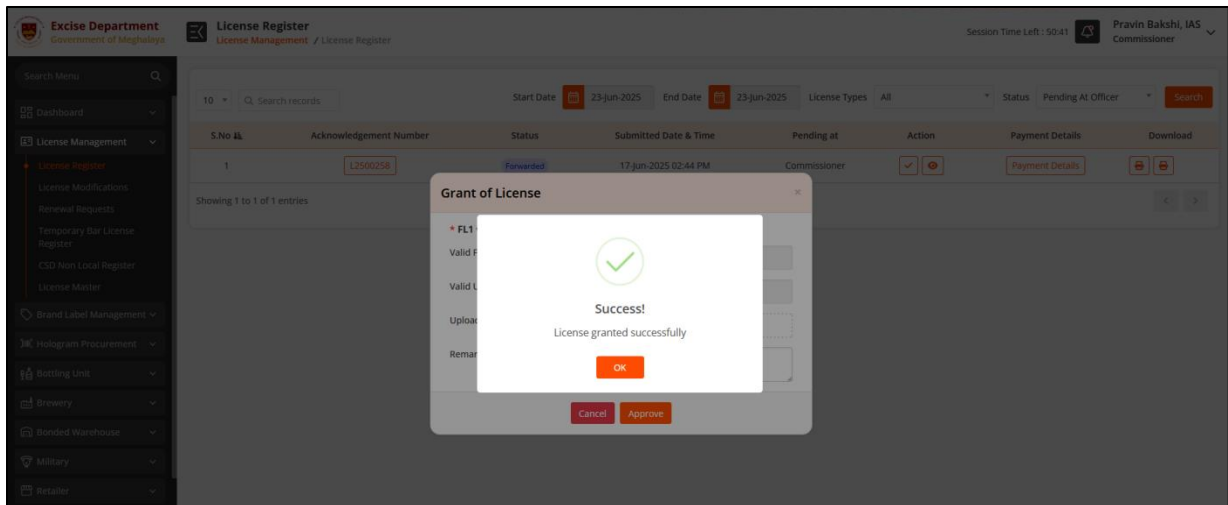 Excise Department
Government of Meghalaya
License Register
License Management / License Register
Session Time Left : 50:41
Pravin Bakshi, IAS
Commissioner
Search Menu
Dashboard
License Management
License Register
License Modifications
Renewal Requests
Temporary Bar License
Register
CSD Non Local Register
License Master
Brand Label Management
Hologram Procurement
Bottling Unit
Brewery
Bonded Warehouse
Military
Retailer
10 Search records Start Date 23-Jun-2025 End Date 23-Jun-2025 License Types All Status Pending At Officer Search
S.No Acknowledgement Number Status Submitted Date & Time Pending at Action Payment Details Download
1 L2500258 Forwarded 17-Jun-2025 02:44 PM Commissioner Payment Details
Showing 1 to 1 of 1 entries
Grant of License ×
* FL1
Valid
Valid
Success!
License granted successfully
OK
Cancel Approve